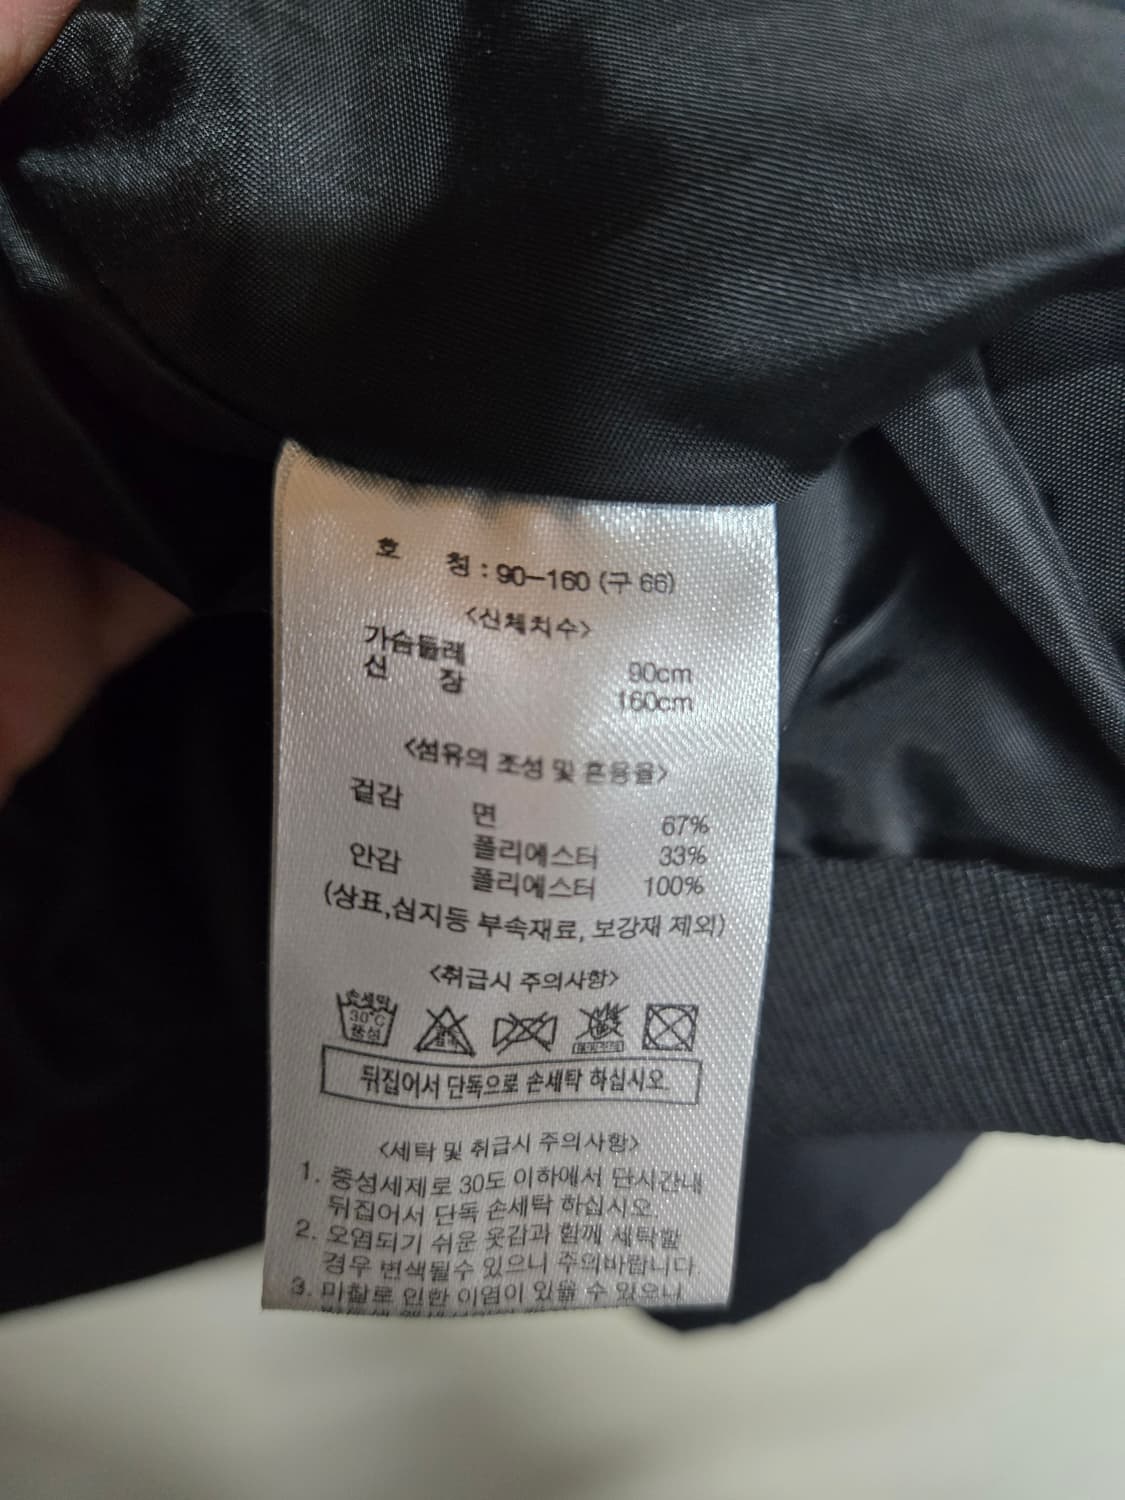 호 청 : 90-160 (구 66)
<신체치수>
가슴둘레 90cm
신 장 160cm
<섬유의 조성 및 혼용율>
겉감 면 67%
폴리에스터 33%
안감 폴리에스터 100%
(상표,심지등 부속재료, 보강재 제외)
<취급시 주의사항>
손세탁
30°C
중성
뒤집어서 단독으로 손세탁 하십시오.
<세탁 및 취급시 주의사항>
1. 중성세제로 30도 이하에서 단시간내
뒤집어서 단독 손세탁 하십시오.
2. 오염되기 쉬운 옷감과 함께 세탁할
경우 변색될수 있으니 주의바랍니다.
3. 마찰로 인한 이염이 있을 수 있으니